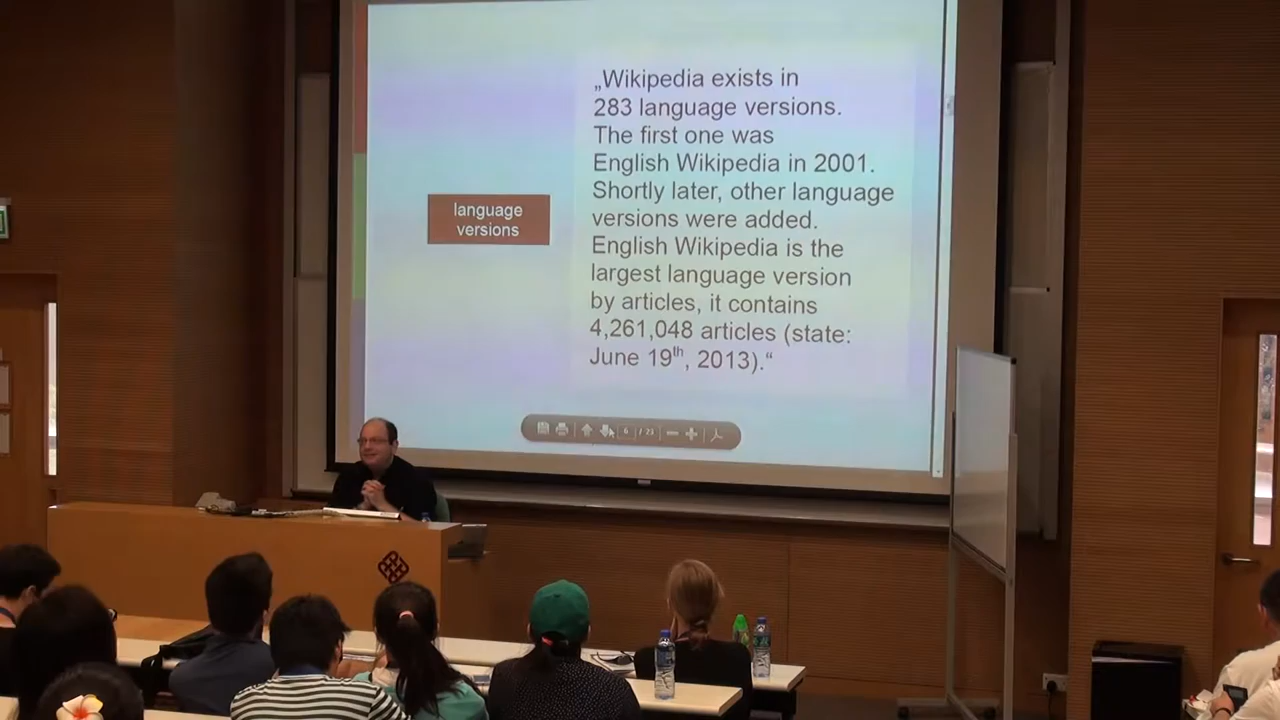 language
versions
„Wikipedia exists in
283 language versions.
The first one was
English Wikipedia in 2001.
Shortly later, other language
versions were added.
English Wikipedia is the
largest language version
by articles, it contains
4,261,048 articles (state:
June 19th, 2013).“
6 / 23